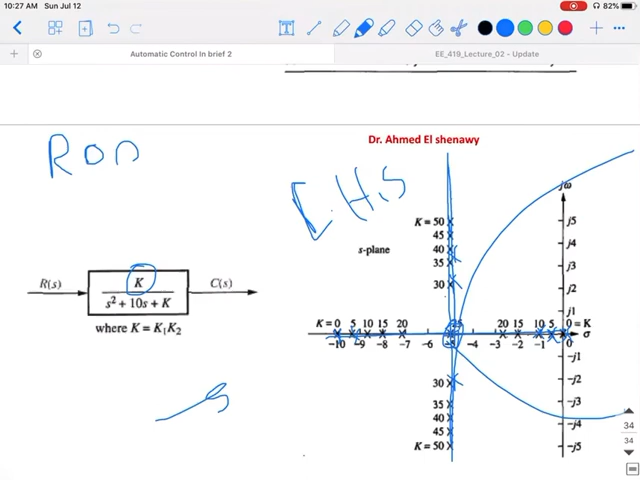 10:27 AM Sun Jul 12
82%
Automatic Control In brief 2
EE_419_Lecture_02 - Update
Dr. Ahmed El shenawy
L.H.S
jω
K = 50
45
40
35
30
s-plane
j5
j4
j3
j2
j1
R(s)
K
s² + 10s + K
C(s)
where K = K₁K₂
K = 0 5 10 15 20 25 20 15 10 5 0 = K
σ
-10 -9 -8 -7 -6 -5 -4 -3 -2 -1 0
-j1
-j2
-j3
-j4
-j5
30
35
40
45
K = 50
34
34